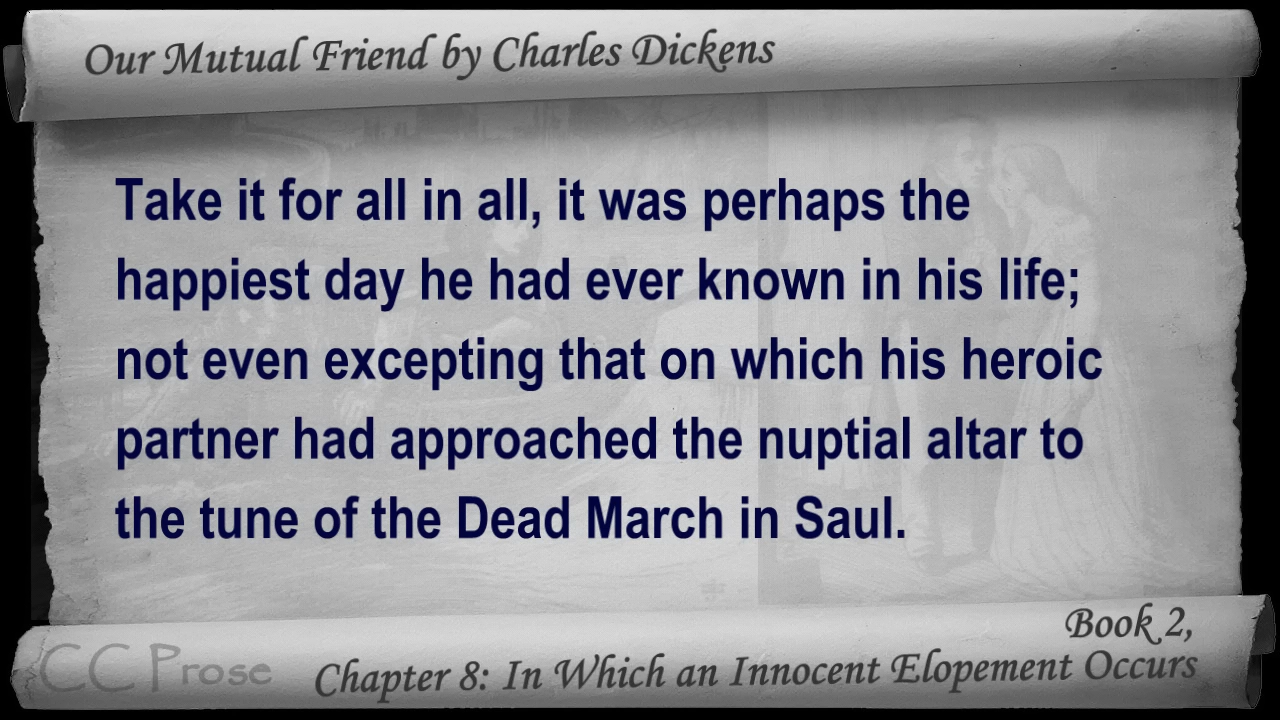 Our Mutual Friend by Charles Dickens
Take it for all in all, it was perhaps the
happiest day he had ever known in his life;
not even excepting that on which his heroic
partner had approached the nuptial altar to
the tune of the Dead March in Saul.
Book 2,
Chapter 8: In Which an Innocent Elopement Occurs
CC Prose